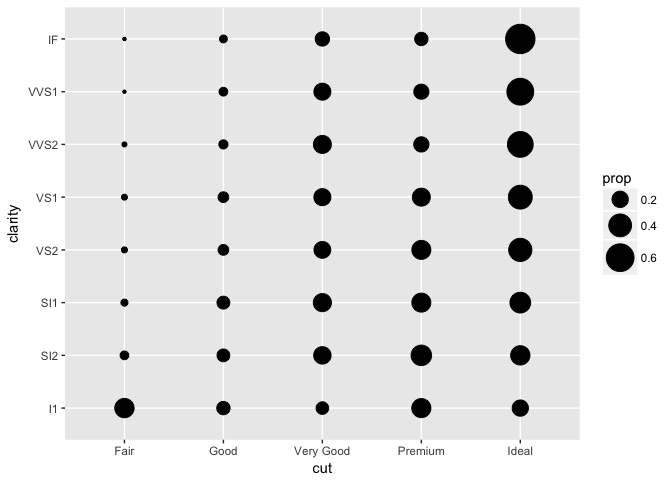 IF
VVS1
VVS2
VS1
VS2
SI1
SI2
I1
clarity
Fair Good Very Good Premium Ideal
cut
prop
0.2
0.4
0.6